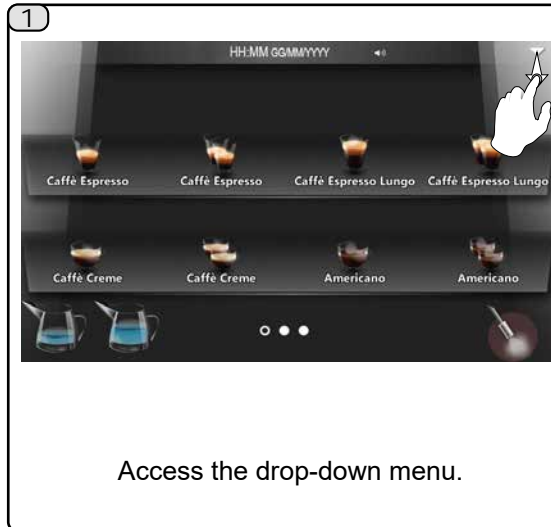 1
HH:MM GG/MM/YYYY
Caffè Espresso Caffè Espresso Caffè Espresso Lungo Caffè Espresso Lungo
Caffè Creme Caffè Creme Americano Americano
Access the drop-down menu.